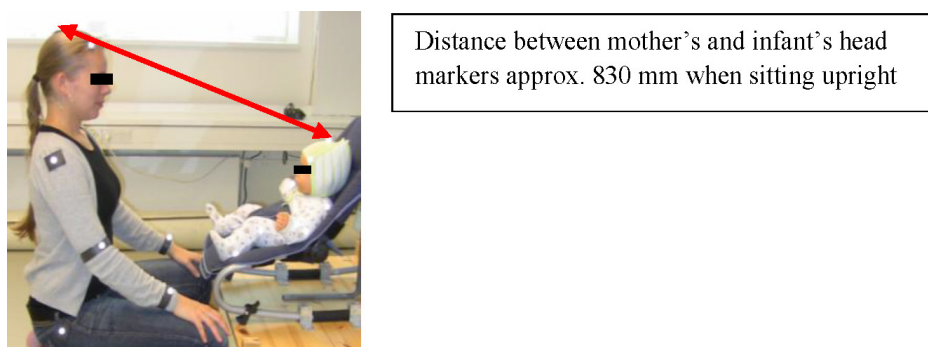 Distance between mother’s and infant’s head
markers approx. 830 mm when sitting upright